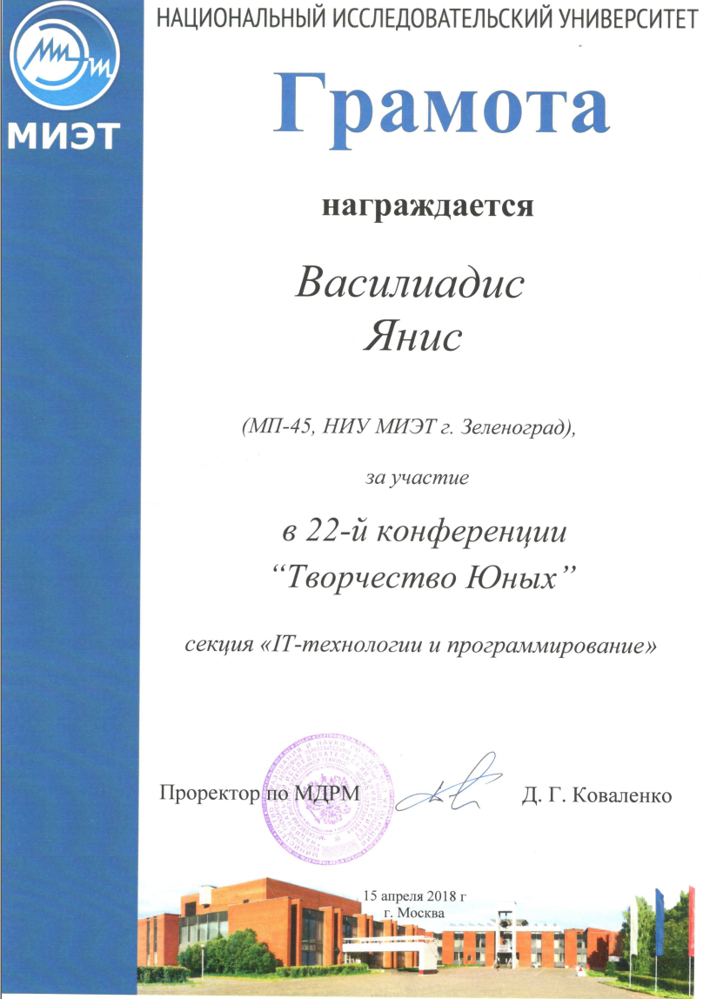 НАЦИОНАЛЬНЫЙ ИССЛЕДОВАТЕЛЬСКИЙ УНИВЕРСИТЕТ
МИЭТ
Грамота
награждается
Василиадис
Янис
(МП-45, НИУ МИЭТ г. Зеленоград),
за участие
в 22-й конференции
“Творчество Юных”
секция «IT-технологии и программирование»
Проректор по МДРМ
Д. Г. Коваленко
15 апреля 2018 г
г. Москва